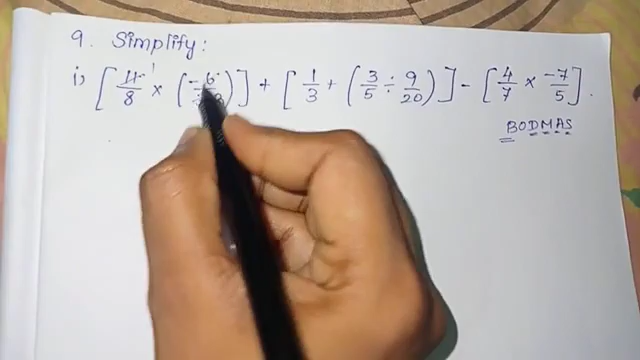 9. Simplify:
i) [ 11/8 × ( -6/ ) ] + [ 1/3 + ( 3/5 ÷ 9/20 ) ] - [ 4/7 × -7/5 ].
BODMAS